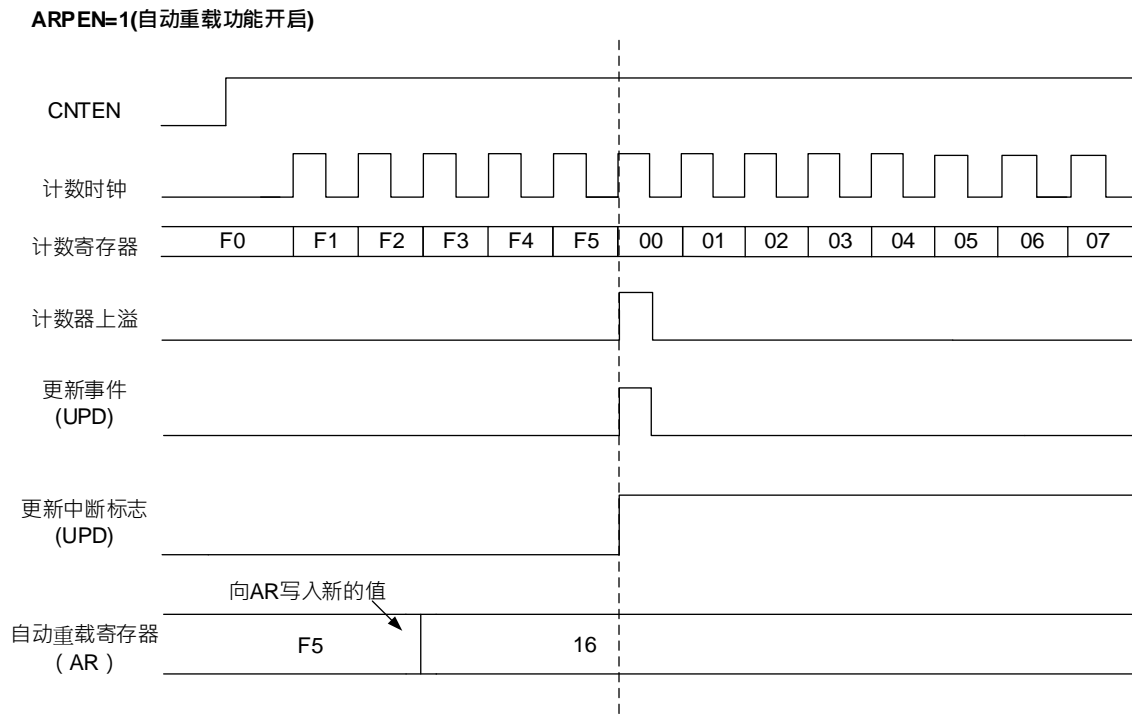 ARPEN=1(自动重载功能开启)
CNTEN
计数时钟
计数寄存器
F0 F1 F2 F3 F4 F5 00 01 02 03 04 05 06 07
计数器上溢
更新事件
(UPD)
更新中断标志
(UPD)
向AR写入新的值
自动重载寄存器
( AR )
F5 16